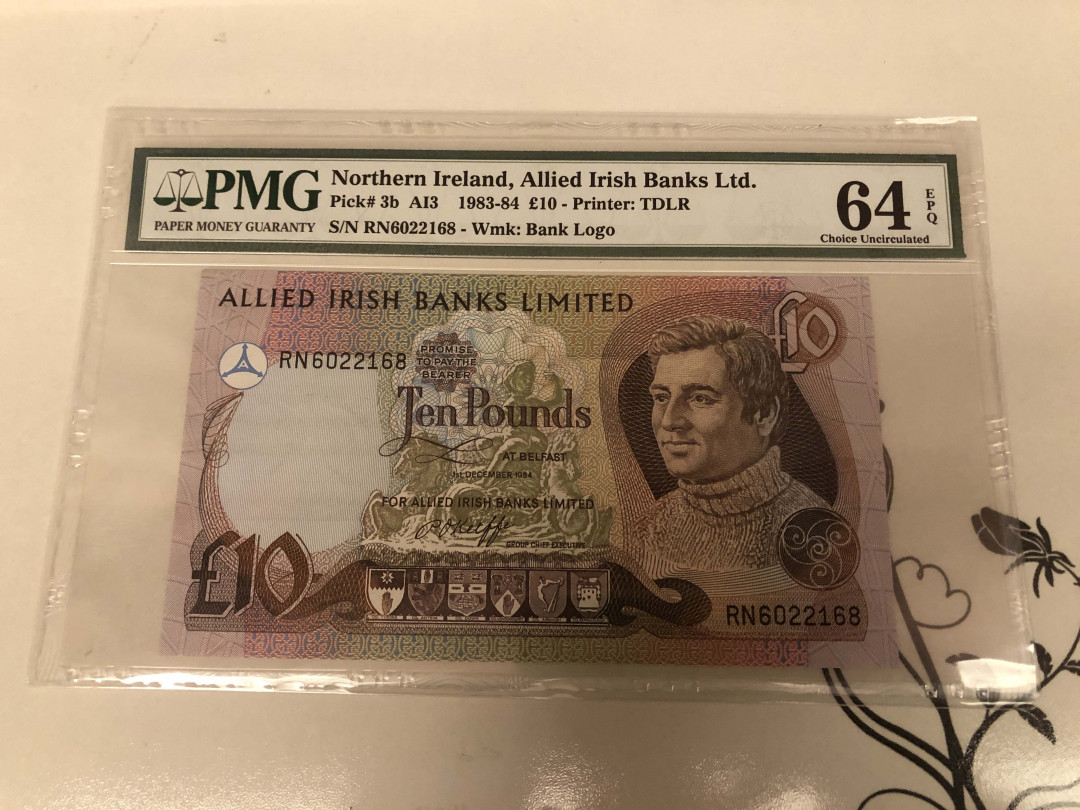 PMG
PAPER MONEY GUARANTY
Northern Ireland, Allied Irish Banks Ltd.
Pick# 3b AI3 1983-84 £10 - Printer: TDLR
S/N RN6022168 - Wmk: Bank Logo
64
EPQ
Choice Uncirculated
ALLIED IRISH BANKS LIMITED
£10
RN6022168
PROMISE
TO PAY THE
BEARER
Ten Pounds
AT BELFAST
1st DECEMBER 1984
FOR ALLIED IRISH BANKS LIMITED
GROUP CHIEF EXECUTIVE
£10
RN6022168